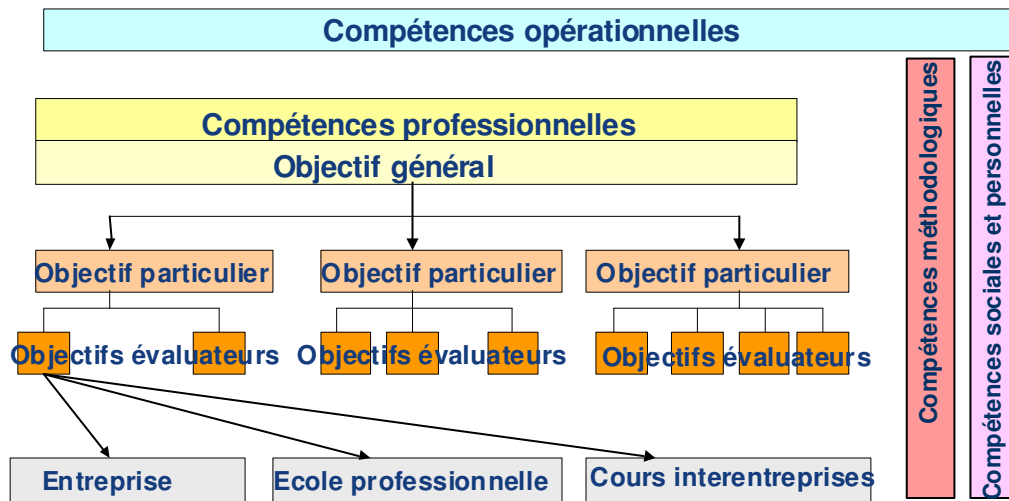 Compétences opérationnelles
Compétences professionnelles
Objectif général
Objectif particulier
Objectif particulier
Objectif particulier
Objectifs évaluateurs
Objectifs évaluateurs
Objectifs évaluateurs
Entreprise
Ecole professionnelle
Cours interentreprises
Compétences méthodologiques
Compétences sociales et personnelles